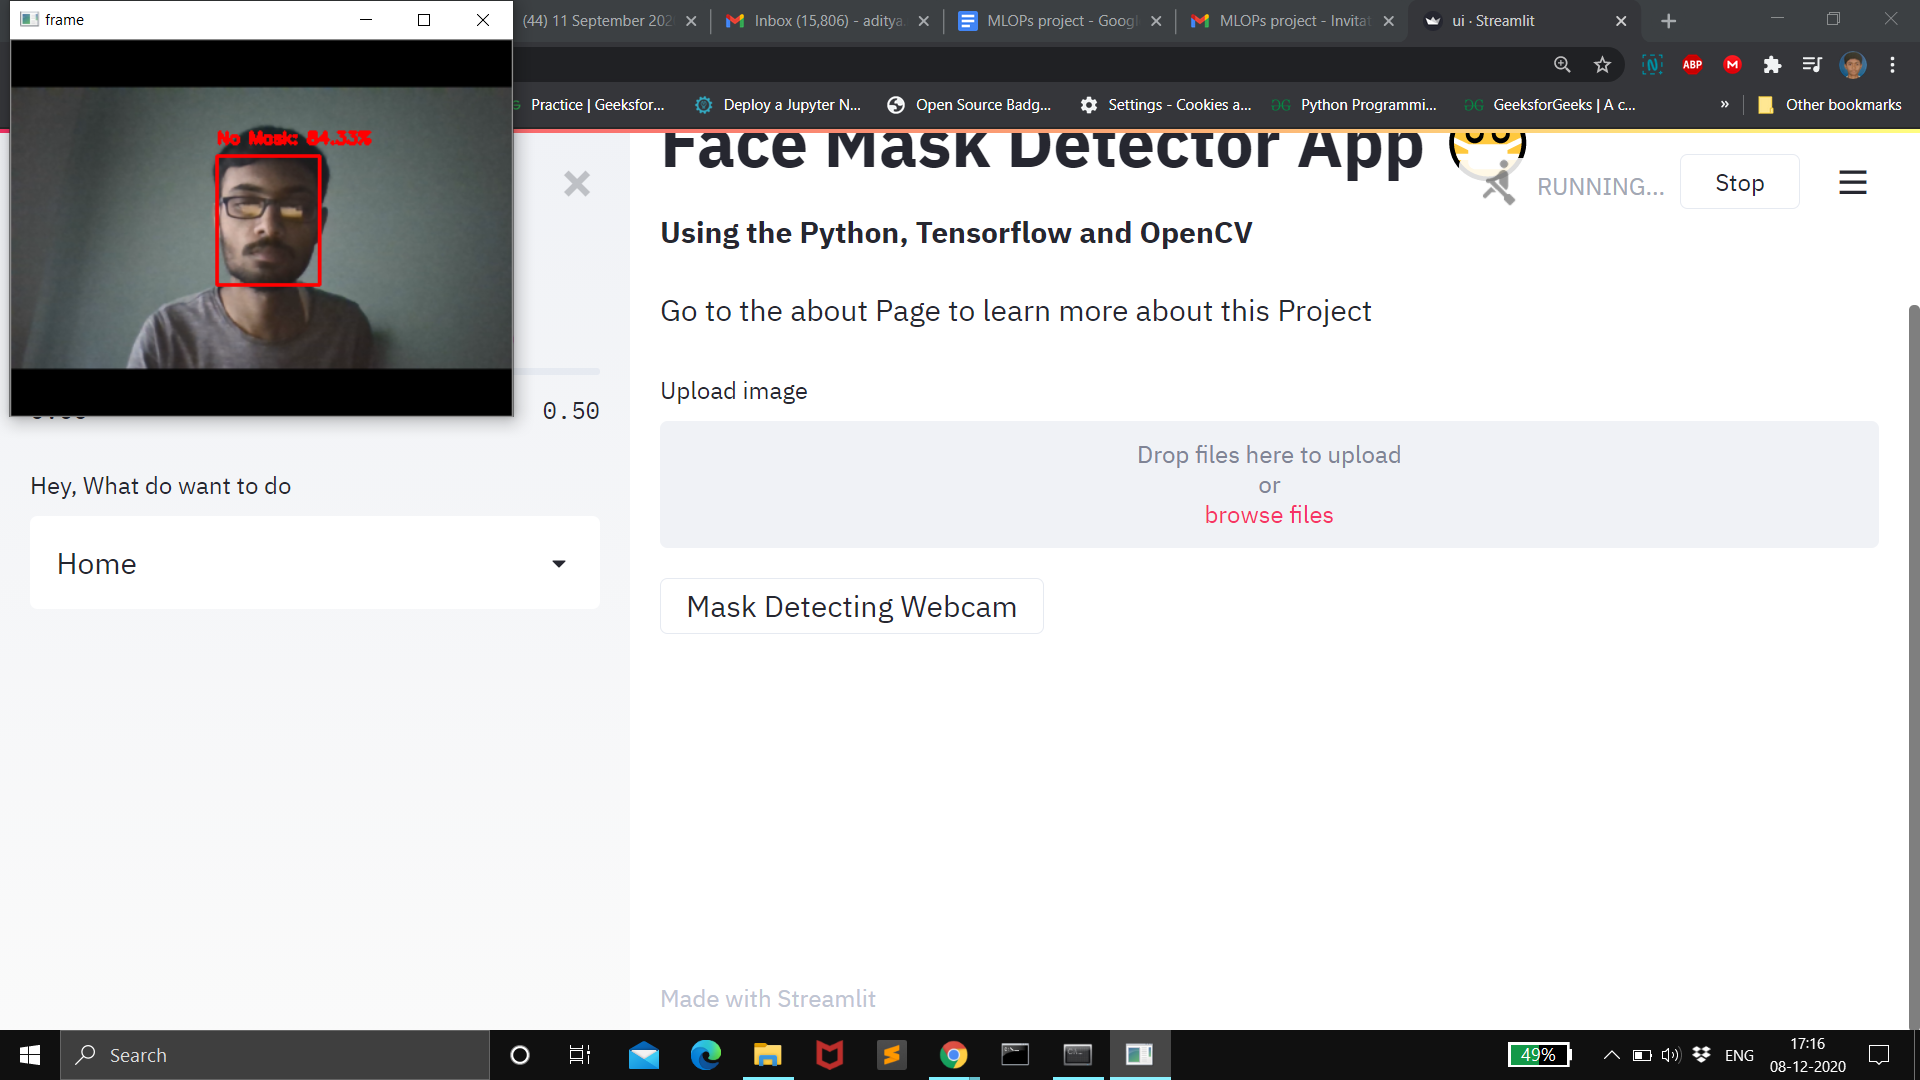 frame
(44) 11 September 202
Inbox (15,806) - aditya.
MLOPs project - Googl
MLOPs project - Invitat
ui · Streamlit
ABP
M
Practice | Geeksfor...
Deploy a Jupyter N...
Open Source Badg...
Settings - Cookies a...
Python Programmi...
GeeksforGeeks | A c...
»
Other bookmarks
No Mask: 84.33%
Face Mask Detector App
RUNNING...
Stop
Using the Python, Tensorflow and OpenCV
Go to the about Page to learn more about this Project
0.50
Hey, What do want to do
Home
Upload image
Drop files here to upload
or
browse files
Mask Detecting Webcam
Made with Streamlit
Search
49%
ENG
17:16
08-12-2020